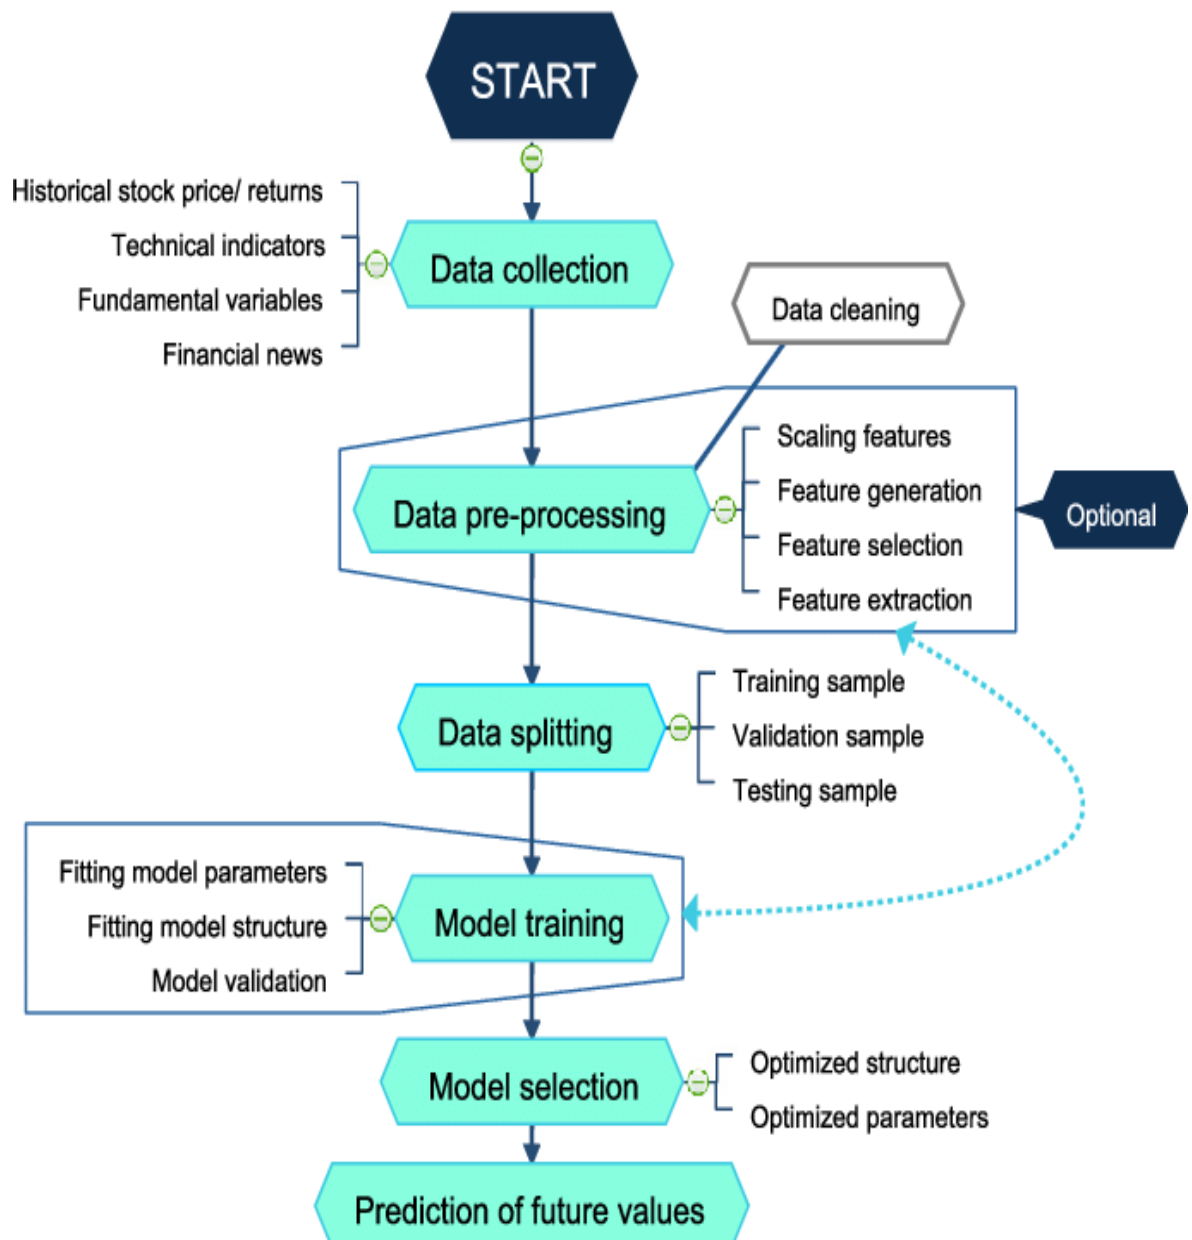 START
Historical stock price/ returns
Technical indicators
Fundamental variables
Financial news
Data collection
Data cleaning
Data pre-processing
Scaling features
Feature generation
Feature selection
Feature extraction
Optional
Data splitting
Training sample
Validation sample
Testing sample
Fitting model parameters
Fitting model structure
Model validation
Model training
Model selection
Optimized structure
Optimized parameters
Prediction of future values